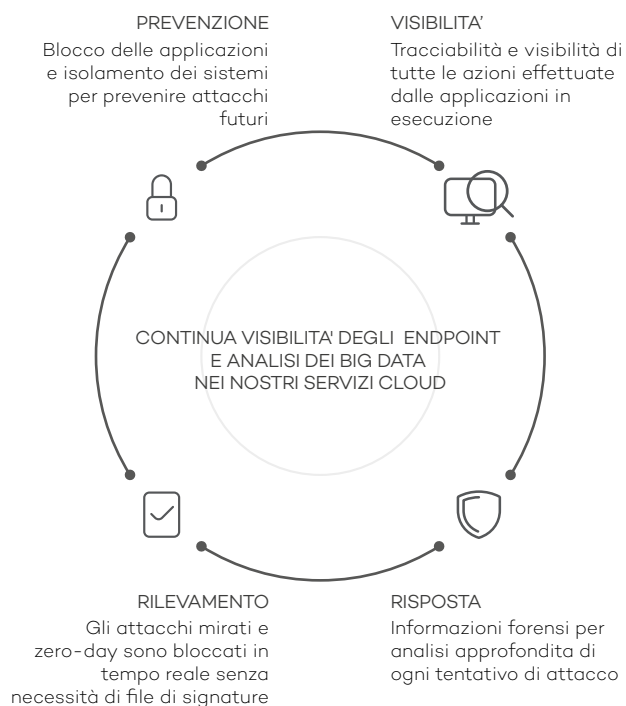 PREVENZIONE
Blocco delle applicazioni
e isolamento dei sistemi
per prevenire attacchi
futuri
VISIBILITA’
Tracciabilità e visibilità di
tutte le azioni effettuate
dalle applicazioni in
esecuzione
CONTINUA VISIBILITA' DEGLI ENDPOINT
E ANALISI DEI BIG DATA
NEI NOSTRI SERVIZI CLOUD
RILEVAMENTO
Gli attacchi mirati e
zero-day sono bloccati in
tempo reale senza
necessità di file di signature
RISPOSTA
Informazioni forensi per
analisi approfondita di
ogni tentativo di attacco